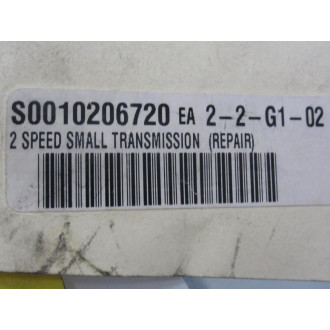 S0010206720 EA 2-2-G1-02
2 SPEED SMALL TRANSMISSION (REPAIR)